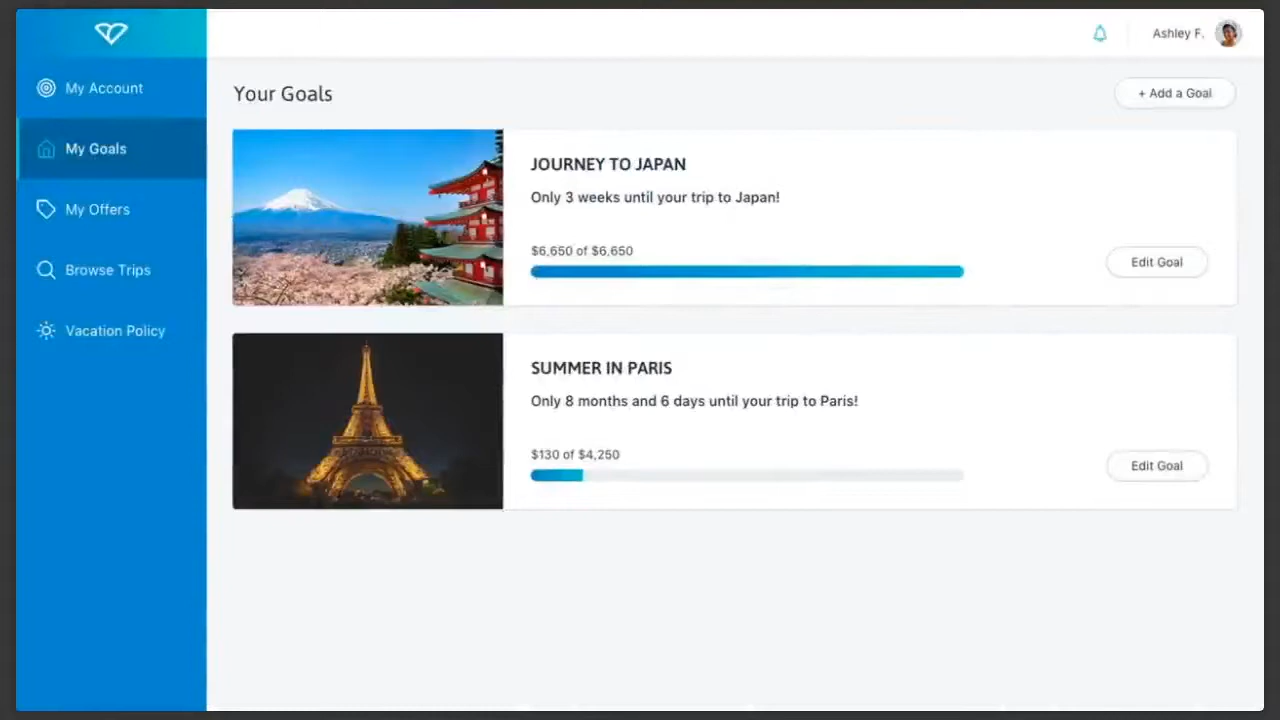 Ashley F.
My Account
My Goals
My Offers
Browse Trips
Vacation Policy
Your Goals
+ Add a Goal
JOURNEY TO JAPAN
Only 3 weeks until your trip to Japan!
$6,650 of $6,650
Edit Goal
SUMMER IN PARIS
Only 8 months and 6 days until your trip to Paris!
$130 of $4,250
Edit Goal